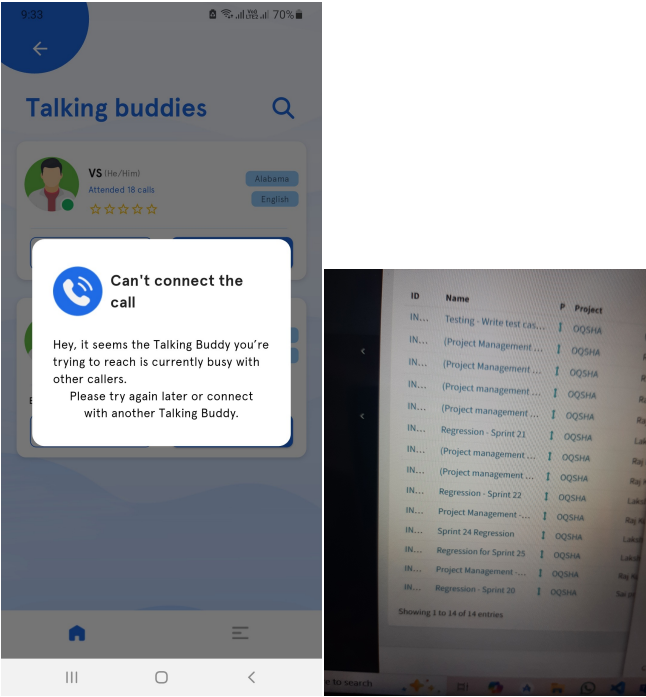 9:33
70%
Talking buddies
VS (He/Him)
Attended 18 calls
Alabama
English
Can't connect the
call
Hey, it seems the Talking Buddy you're
trying to reach is currently busy with
other callers.
Please try again later or connect
with another Talking Buddy.
ID Name P Project
IN... Testing - Write test cas... OQSHA
IN... (Project Management ... OQSHA
IN... (Project Management ... OQSHA
IN... (Project management ... OQSHA
IN... (Project management ... OQSHA
IN... Regression - Sprint 21 OQSHA
IN... (Project management ... OQSHA
IN... (Project management ... OQSHA
IN... Regression - Sprint 22 OQSHA
IN... Project Management -... OQSHA
IN... Sprint 24 Regression OQSHA
IN... Regression for Sprint 25 OQSHA
IN... Project Management -... OQSHA
IN... Regression - Sprint 20 OQSHA
Showing 1 to 14 of 14 entries
to search